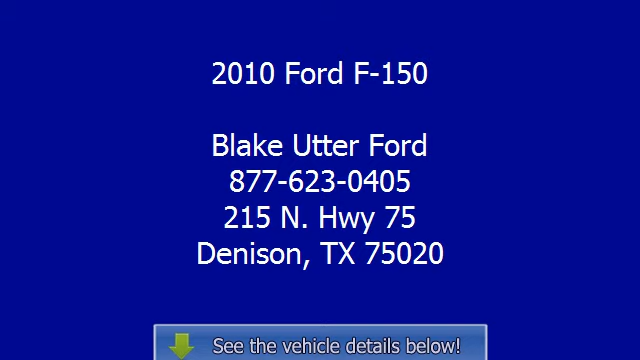 2010 Ford F-150
Blake Utter Ford
877-623-0405
215 N. Hwy 75
Denison, TX 75020
See the vehicle details below!